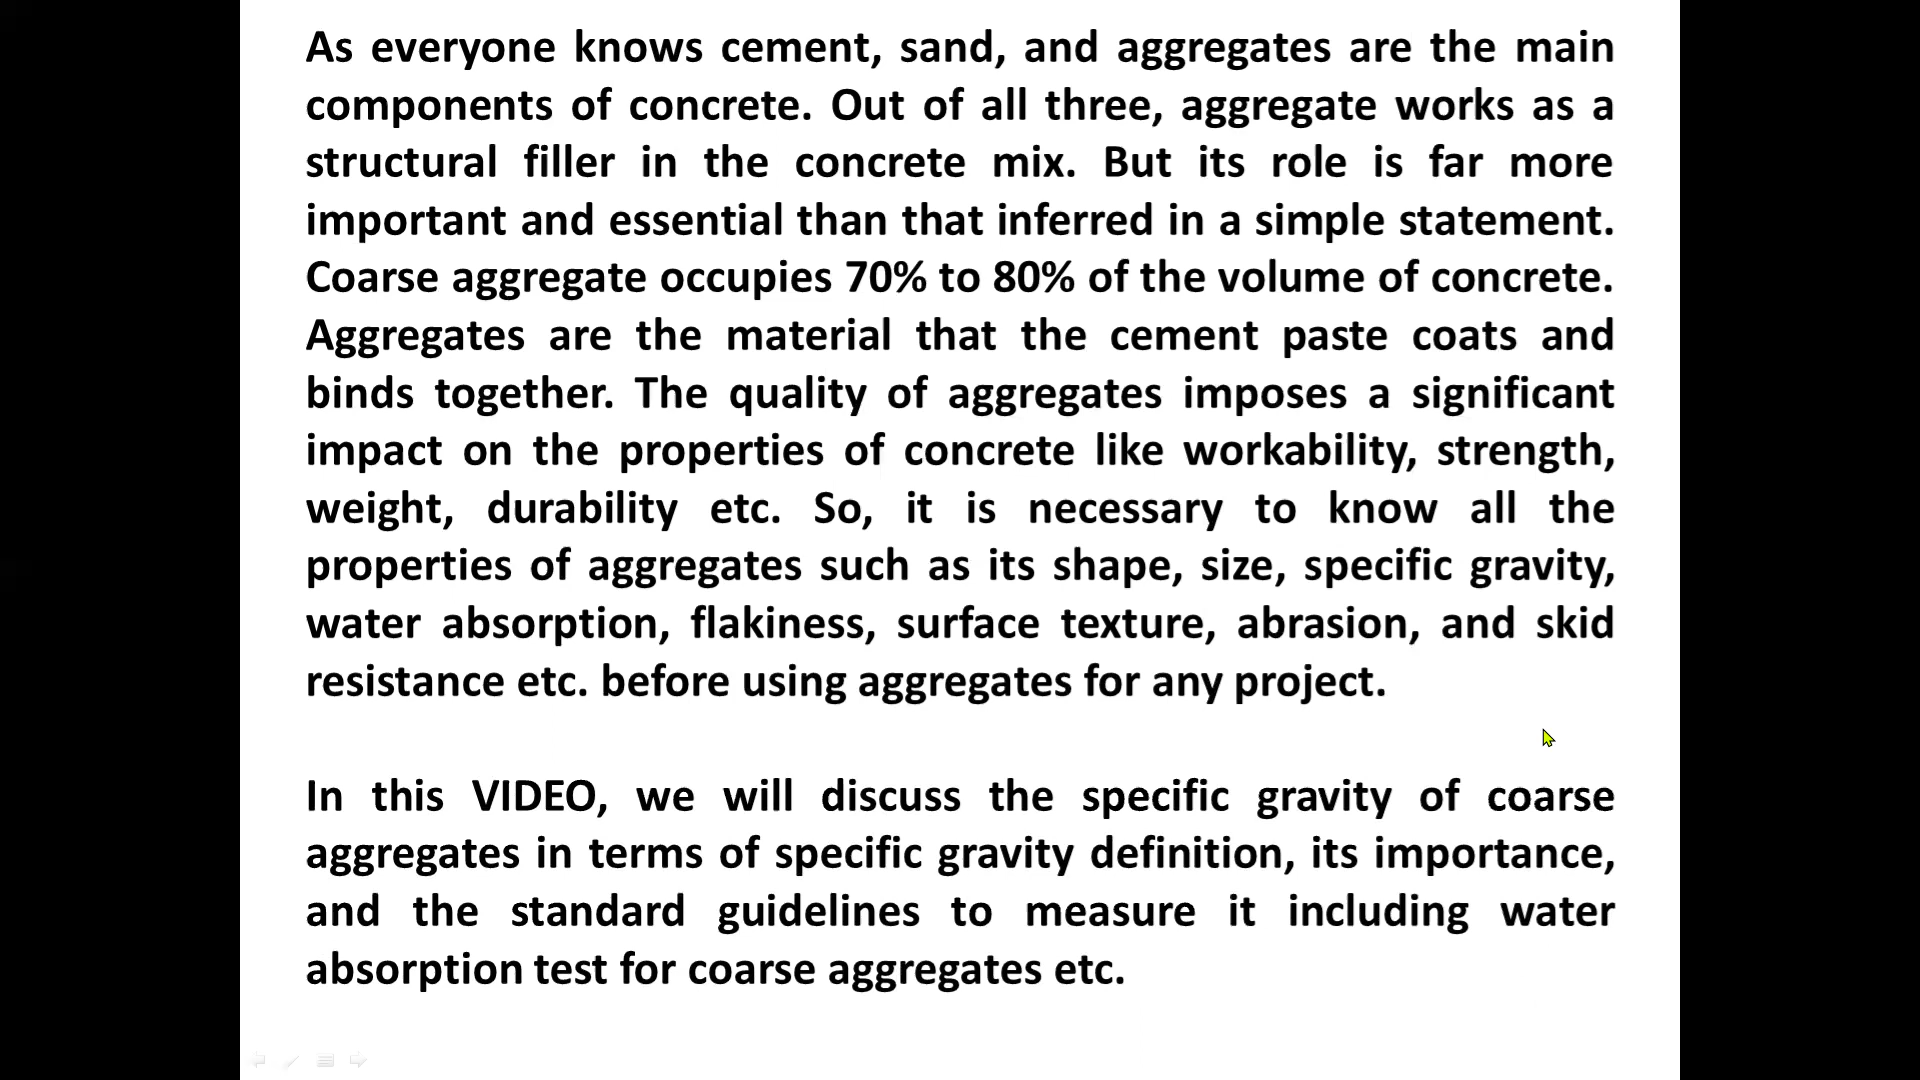 As everyone knows cement, sand, and aggregates are the main
components of concrete. Out of all three, aggregate works as a
structural filler in the concrete mix. But its role is far more
important and essential than that inferred in a simple statement.
Coarse aggregate occupies 70% to 80% of the volume of concrete.
Aggregates are the material that the cement paste coats and
binds together. The quality of aggregates imposes a significant
impact on the properties of concrete like workability, strength,
weight, durability etc. So, it is necessary to know all the
properties of aggregates such as its shape, size, specific gravity,
water absorption, flakiness, surface texture, abrasion, and skid
resistance etc. before using aggregates for any project.
In this VIDEO, we will discuss the specific gravity of coarse
aggregates in terms of specific gravity definition, its importance,
and the standard guidelines to measure it including water
absorption test for coarse aggregates etc.